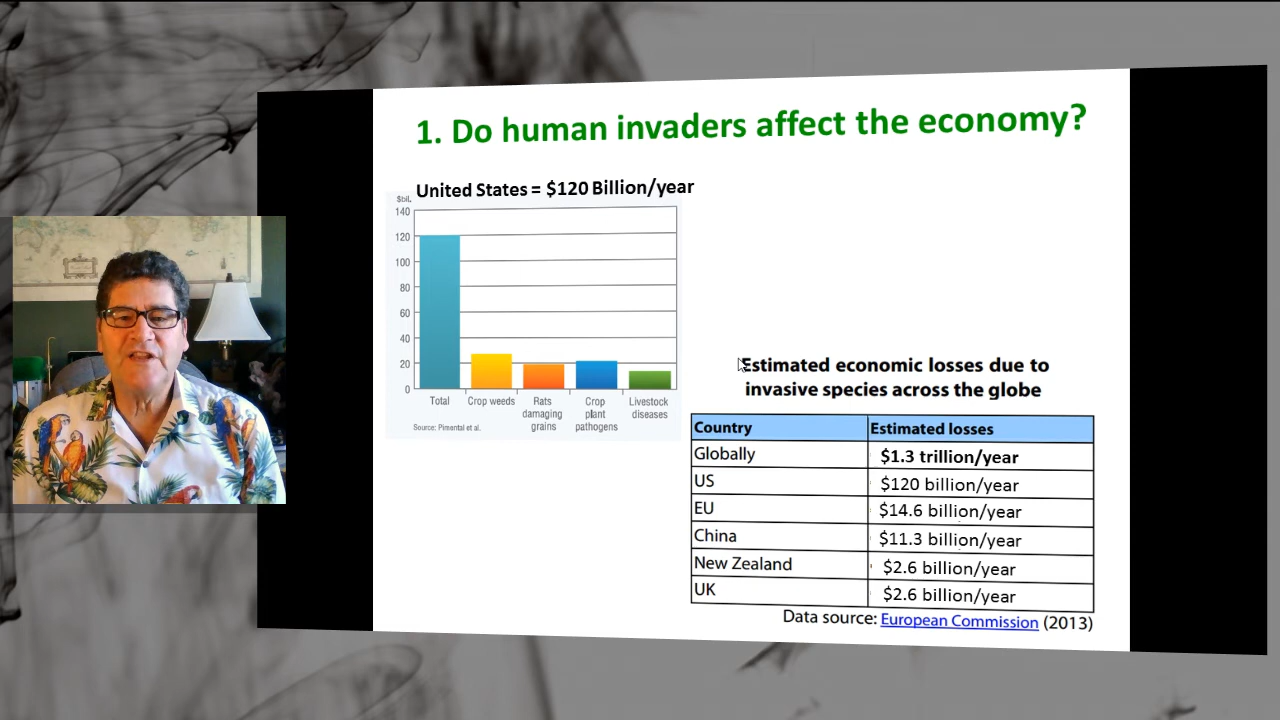 1. Do human invaders affect the economy?
United States = $120 Billion/year
$bil.
140
120
100
80
60
40
20
0
Total
Crop weeds
Rats
damaging
grains
Crop
plant
pathogens
Livestock
diseases
Source: Pimental et al.
Estimated economic losses due to
invasive species across the globe
Country Estimated losses
Globally $1.3 trillion/year
US $120 billion/year
EU $14.6 billion/year
China $11.3 billion/year
New Zealand $2.6 billion/year
UK $2.6 billion/year
Data source: European Commission (2013)